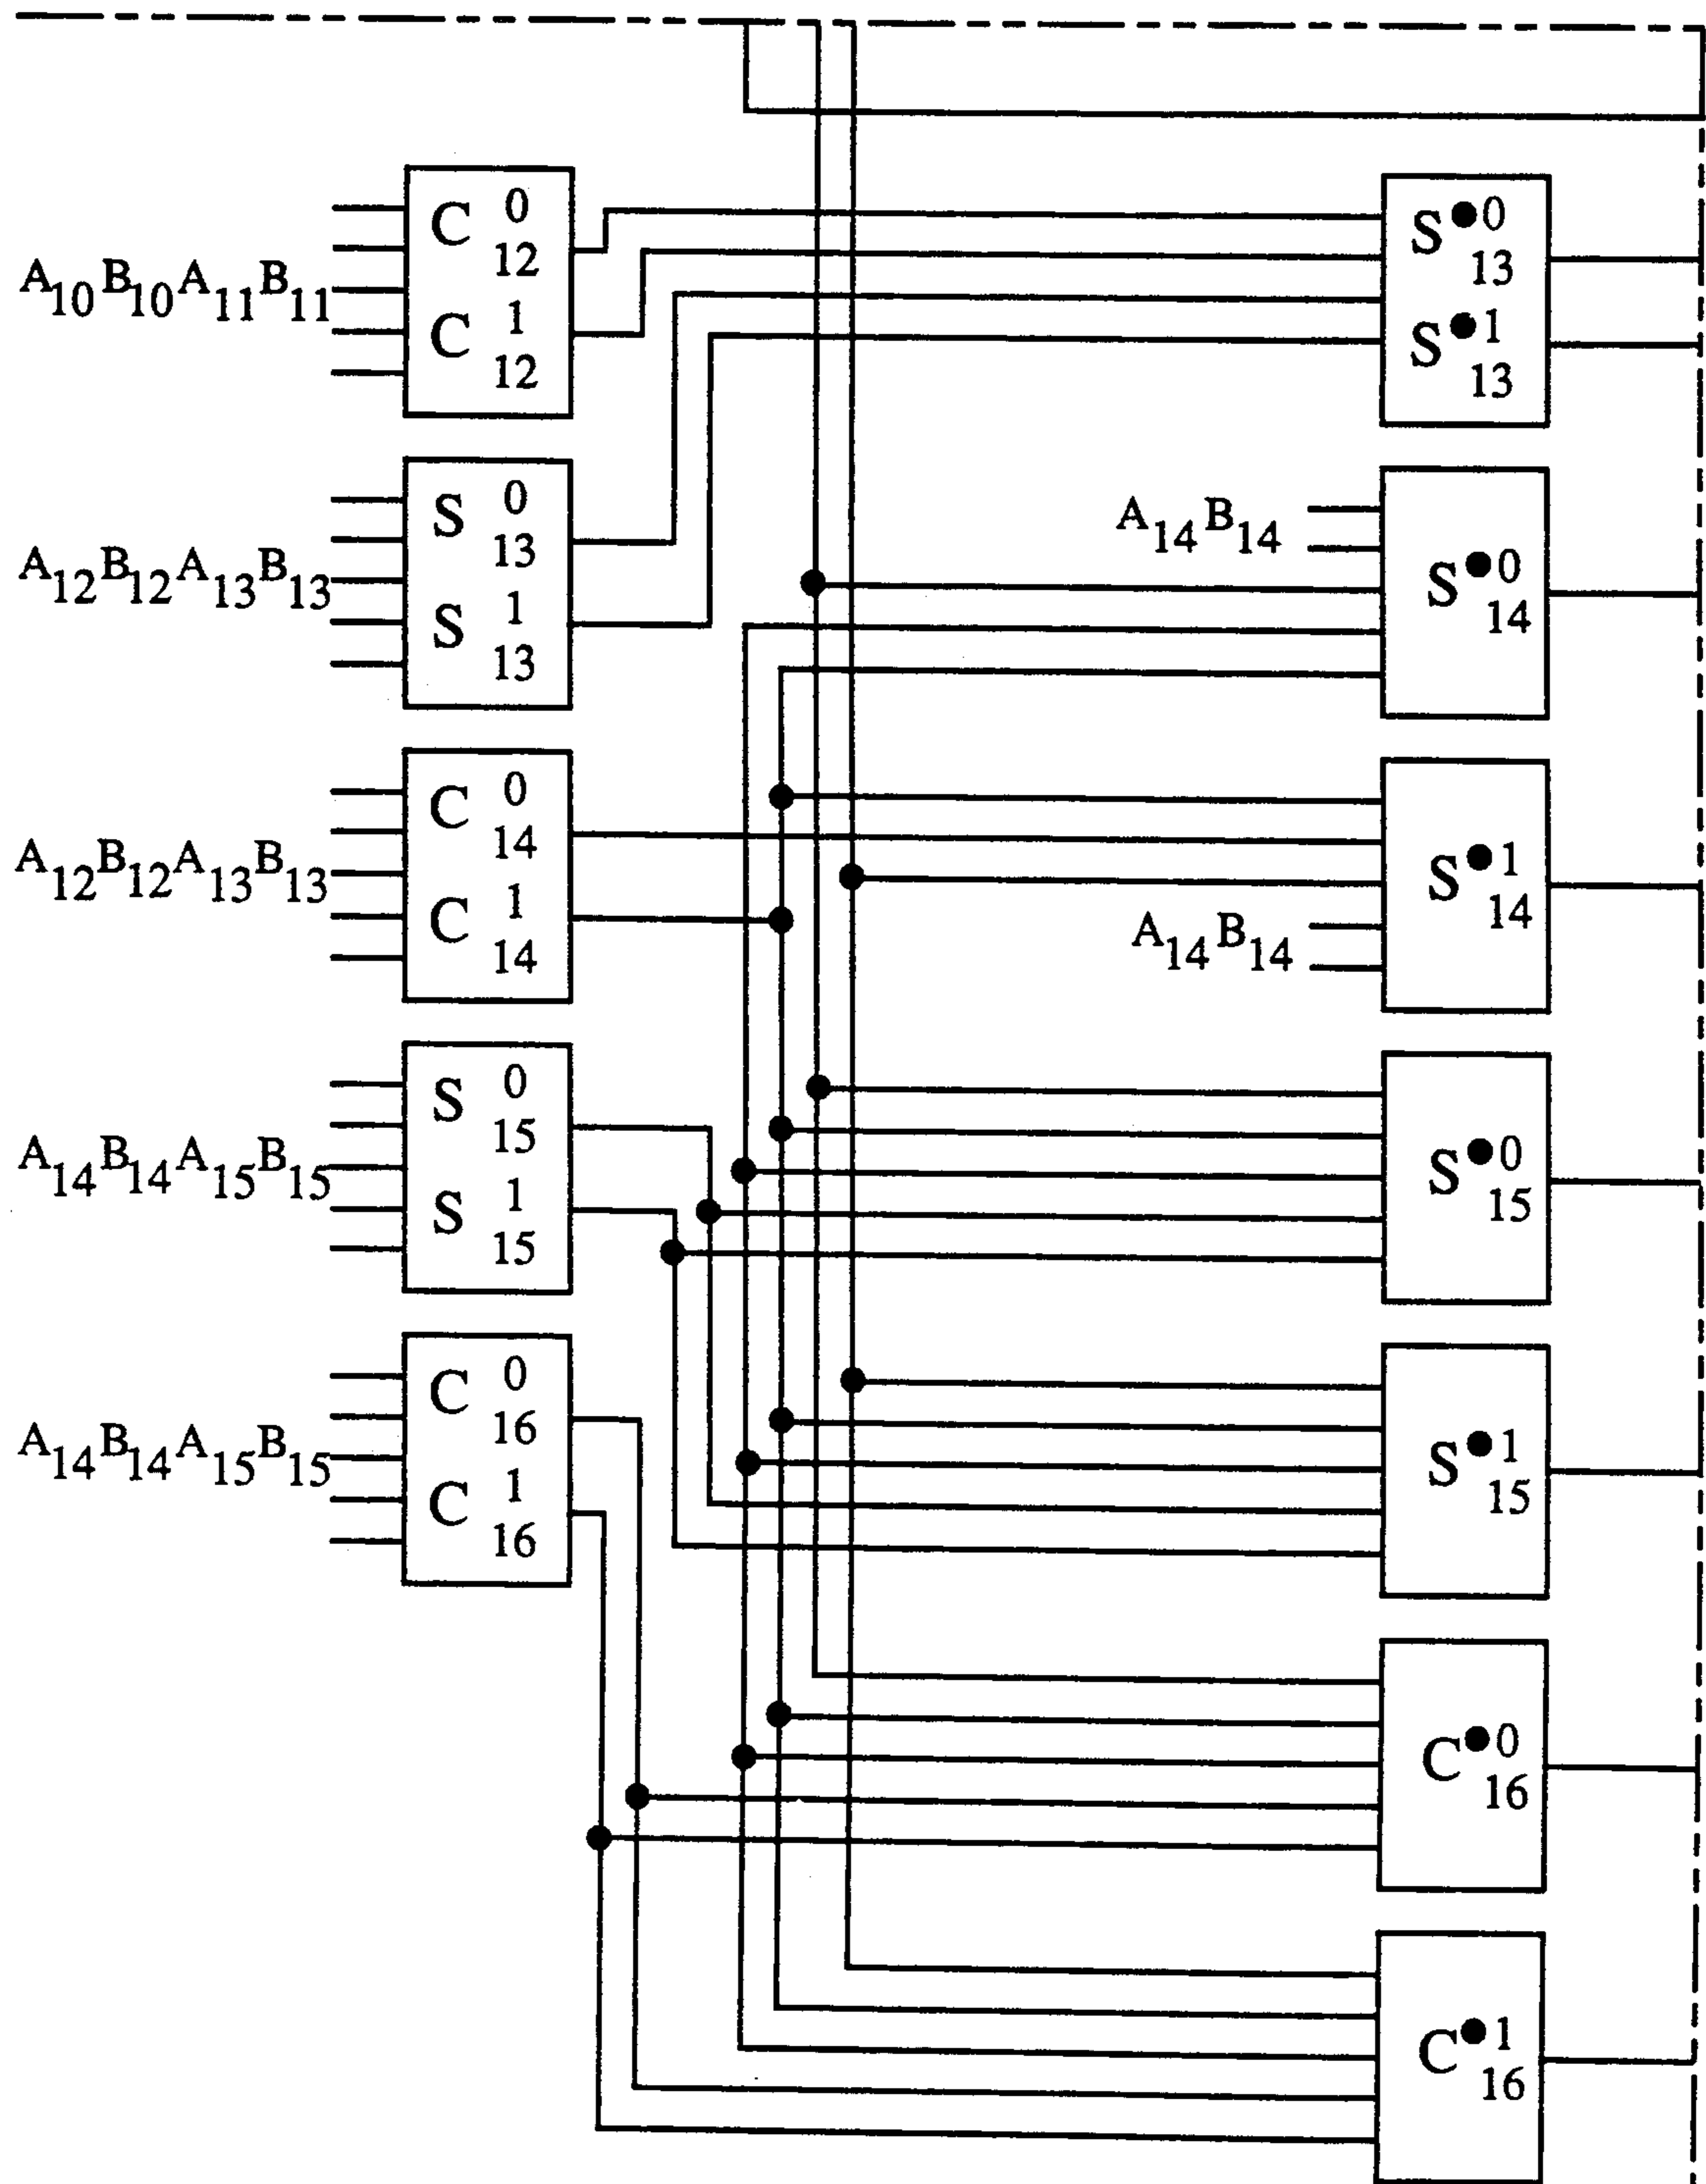 C 0 12
C 1 12
A10B10A11B11
S●0 13
S●1 13
S 0 13
S 1 13
A12B12A13B13
A14B14
S●0 14
C 0 14
C 1 14
A12B12A13B13
S●1 14
A14B14
S 0 15
S 1 15
A14B14A15B15
S●0 15
C 0 16
C 1 16
A14B14A15B15
S●1 15
C●0 16
C●1 16